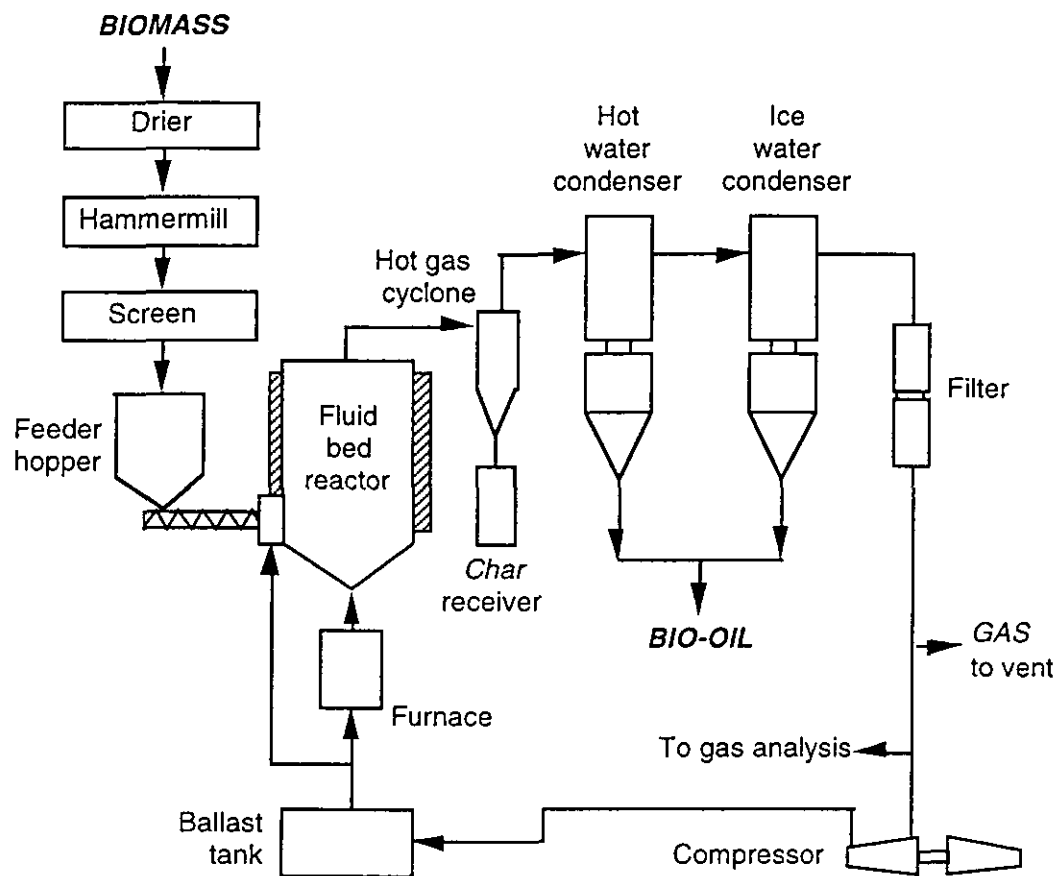 BIOMASS
Drier
Hammermill
Screen
Feeder
hopper
Fluid
bed
reactor
Hot gas
cyclone
Char
receiver
Hot
water
condenser
Ice
water
condenser
Filter
BIO-OIL
GAS
to vent
Furnace
To gas analysis
Ballast
tank
Compressor